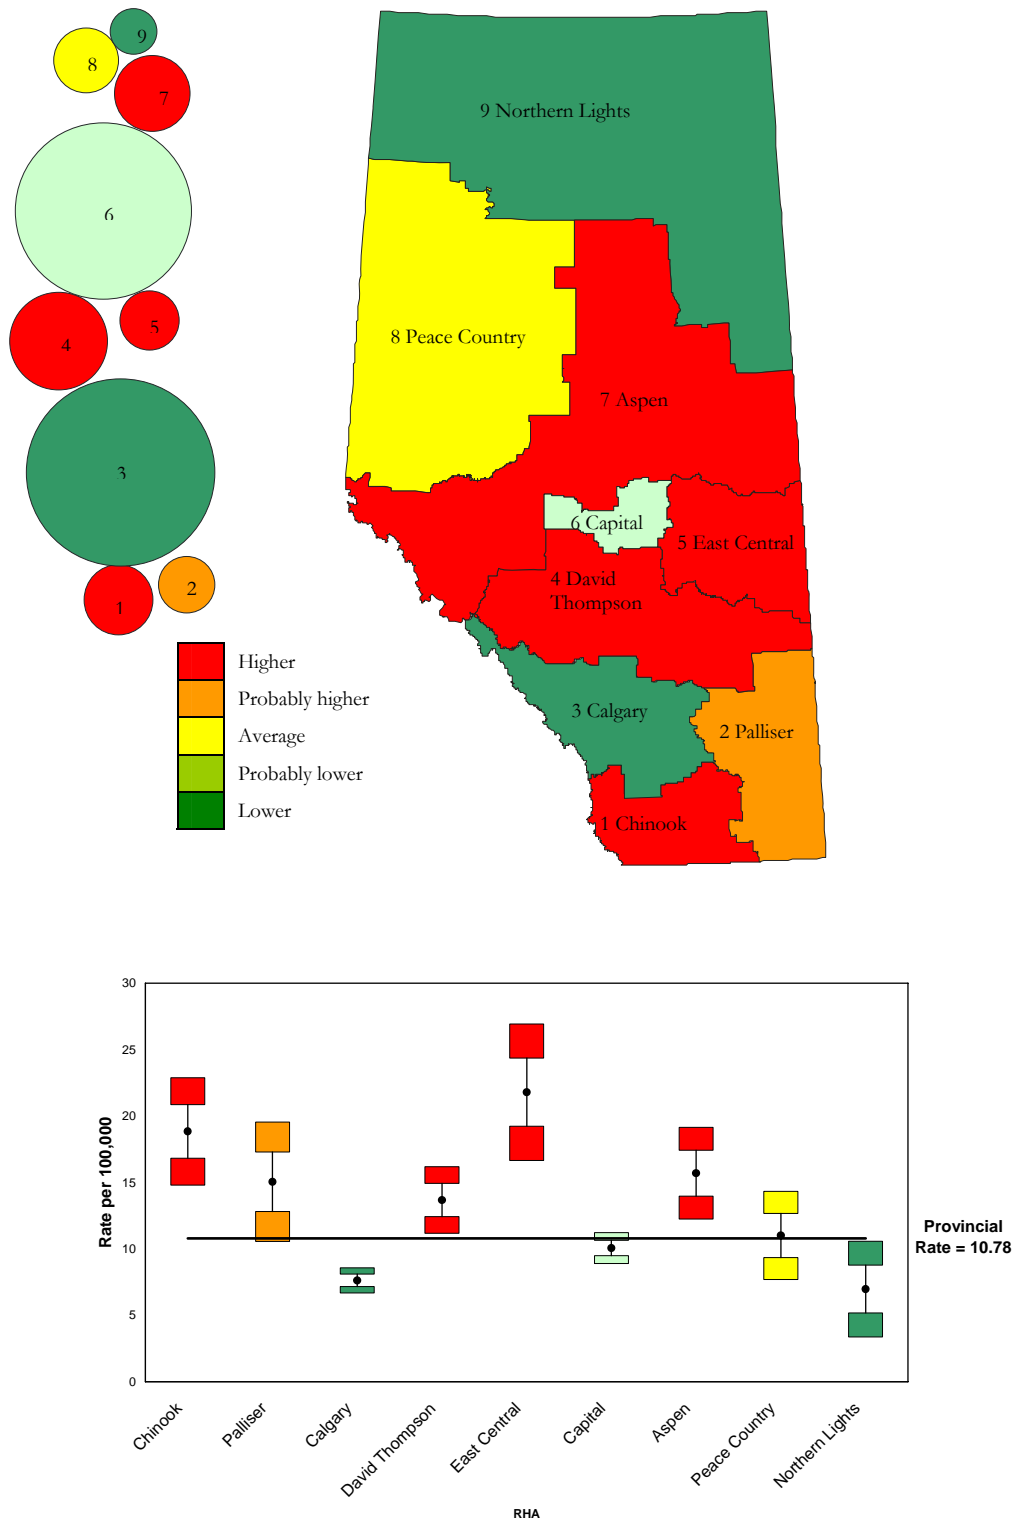 9
8
7
6
5
4
3
2
1
9 Northern Lights
8 Peace Country
7 Aspen
6 Capital
5 East Central
4 David
Thompson
3 Calgary
2 Palliser
1 Chinook
Higher
Probably higher
Average
Probably lower
Lower
30
25
20
15
10
5
0
Rate per 100,000
Provincial
Rate = 10.78
Chinook
Palliser
Calgary
David Thompson
East Central
Capital
Aspen
Peace Country
Northern Lights
RHA